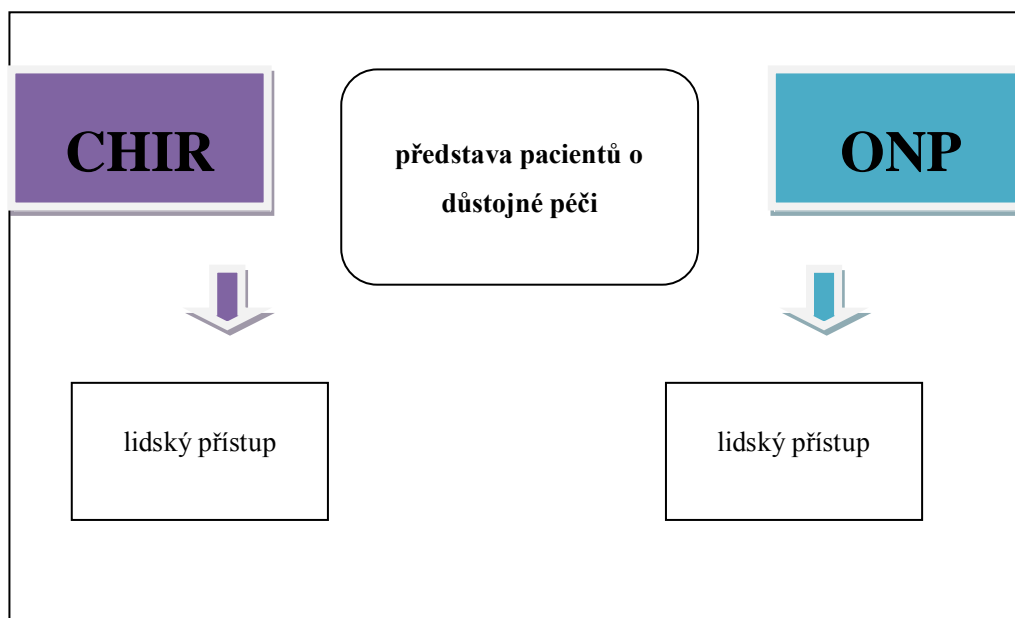 CHIR
představa pacientů o
důstojné péči
ONP
lidský přístup
lidský přístup